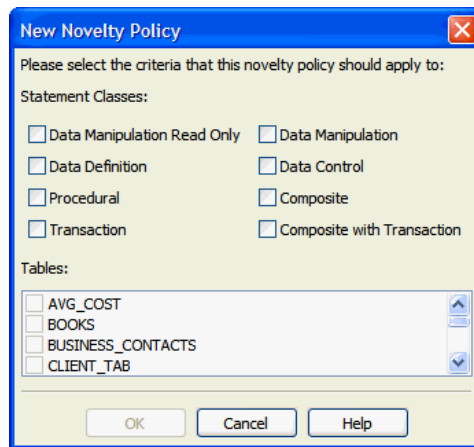 New Novelty Policy
Please select the criteria that this novelty policy should apply to:
Statement Classes:
Data Manipulation Read Only
Data Manipulation
Data Definition
Data Control
Procedural
Composite
Transaction
Composite with Transaction
Tables:
AVG_COST
BOOKS
BUSINESS_CONTACTS
CLIENT_TAB
OK
Cancel
Help